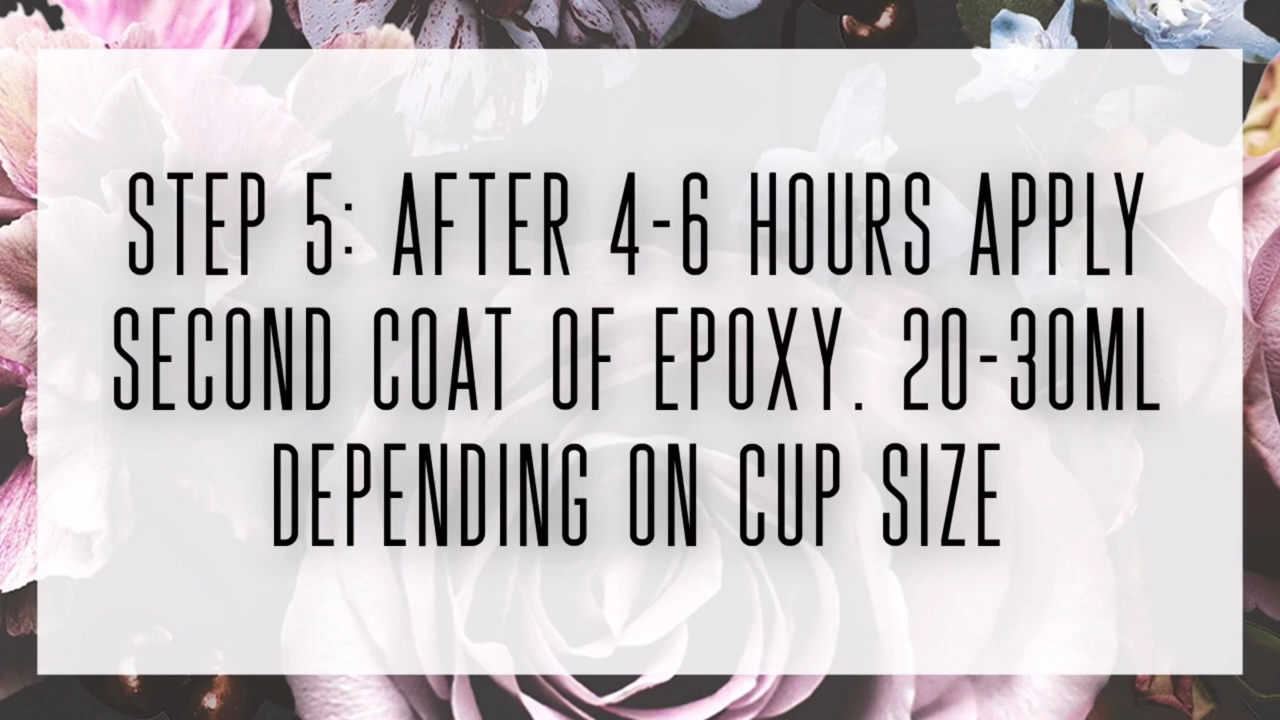 STEP 5: AFTER 4-6 HOURS APPLY
SECOND COAT OF EPOXY. 20-30ML
DEPENDING ON CUP SIZE